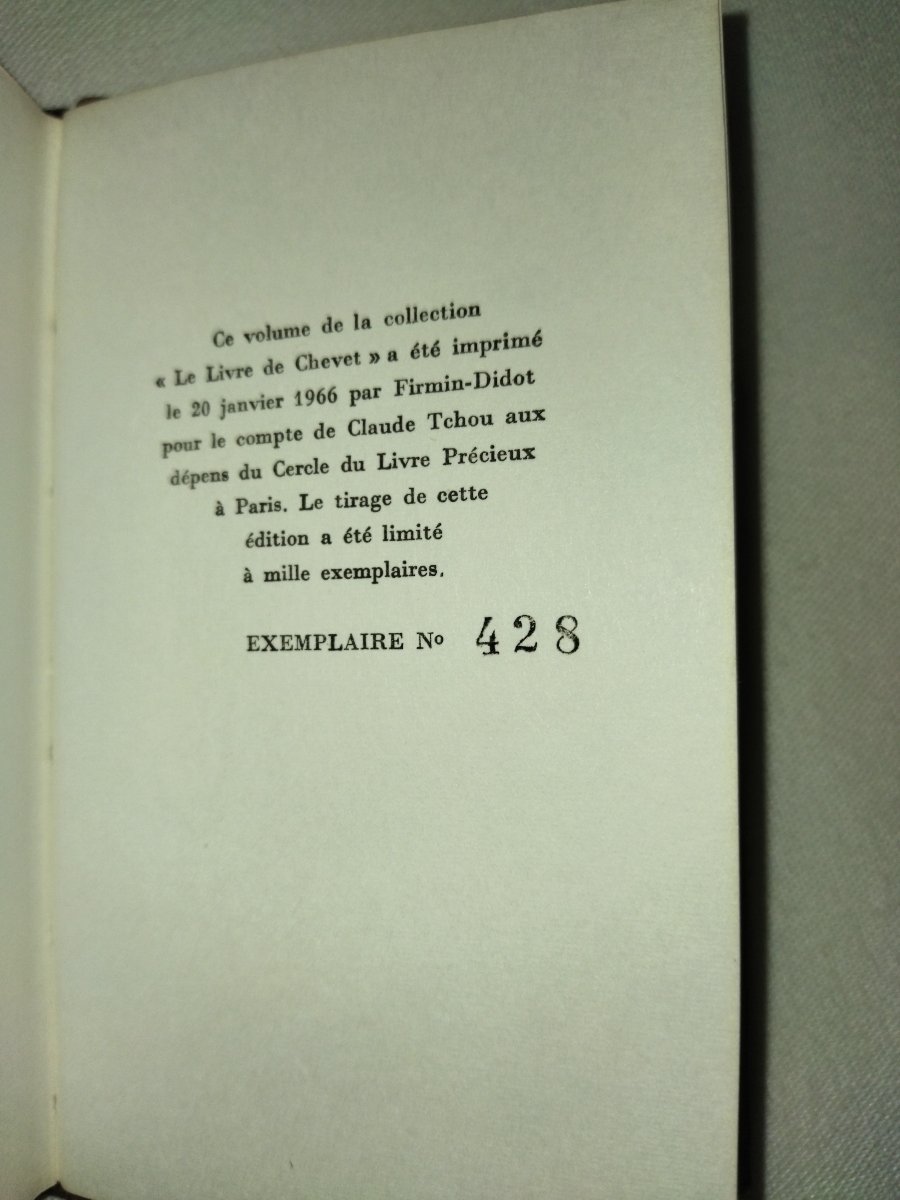 Ce volume de la collection
« Le Livre de Chevet » a été imprimé
le 20 janvier 1966 par Firmin-Didot
pour le compte de Claude Tchou aux
dépens du Cercle du Livre Précieux
à Paris. Le tirage de cette
édition a été limité
à mille exemplaires.
EXEMPLAIRE Nº 428